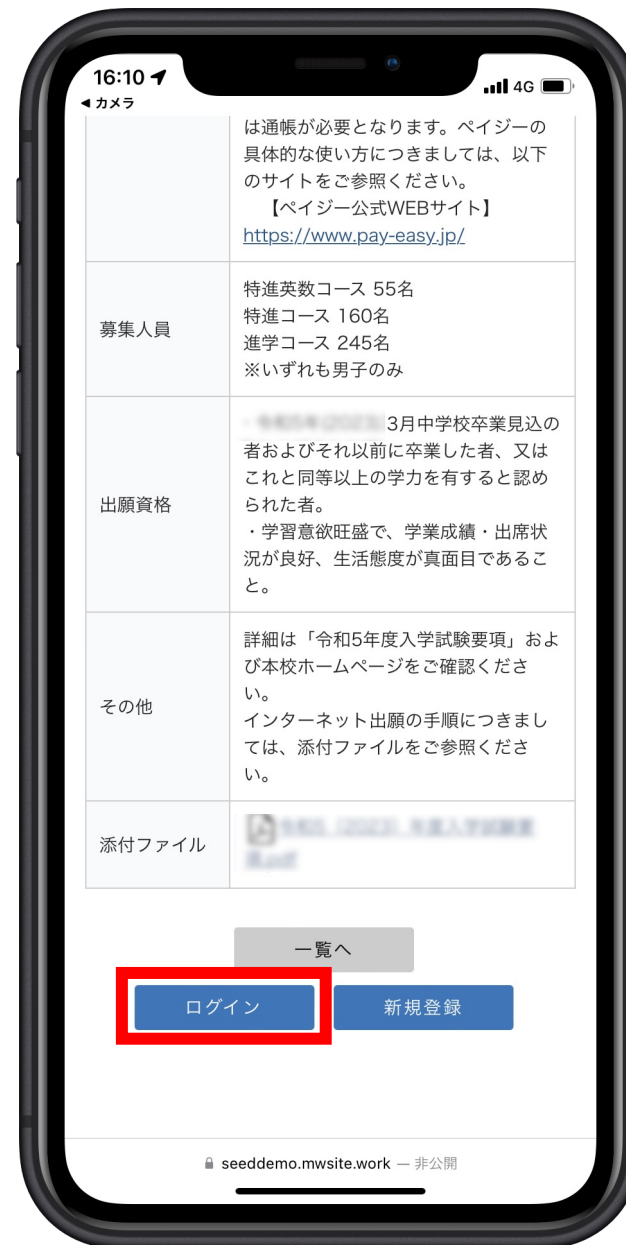 16:10
4G
◀ カメラ
は通帳が必要となります。ペイジーの
具体的な使い方につきましては、以下
のサイトをご参照ください。
【ペイジー公式WEBサイト】
https://www.pay-easy.jp/
募集人員
特進英数コース 55名
特進コース 160名
進学コース 245名
※いずれも男子のみ
出願資格
3月中学校卒業見込の
者およびそれ以前に卒業した者、又は
これと同等以上の学力を有すると認め
られた者。
・学習意欲旺盛で、学業成績・出席状
況が良好、生活態度が真面目であるこ
と。
その他
詳細は「令和5年度入学試験要項」およ
び本校ホームページをご確認くださ
い。
インターネット出願の手順につきまし
ては、添付ファイルをご参照くださ
い。
添付ファイル
一覧へ
ログイン
新規登録
seeddemo.mwsite.work — 非公開